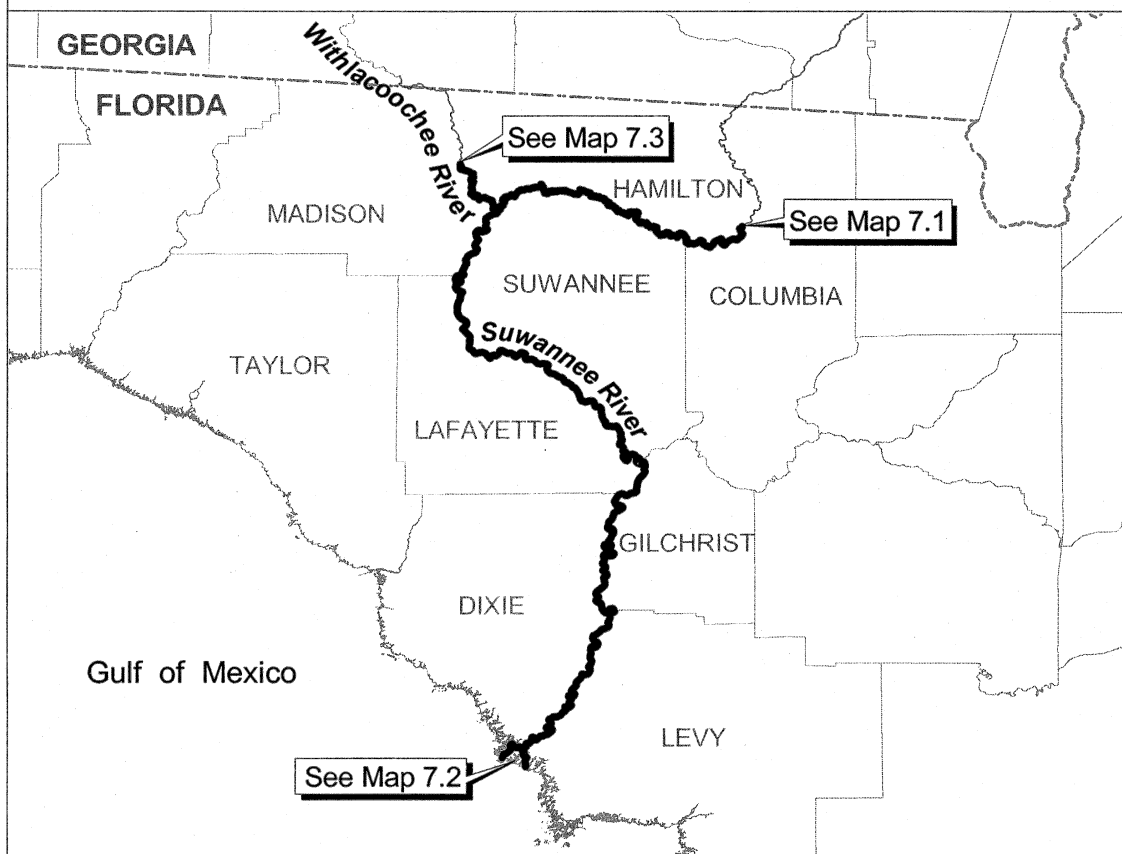 GEORGIA
Withlacoochee River
FLORIDA
See Map 7.3
HAMILTON
MADISON
See Map 7.1
SUWANNEE
COLUMBIA
Suwannee River
TAYLOR
LAFAYETTE
GILCHRIST
DIXIE
Gulf of Mexico
LEVY
See Map 7.2